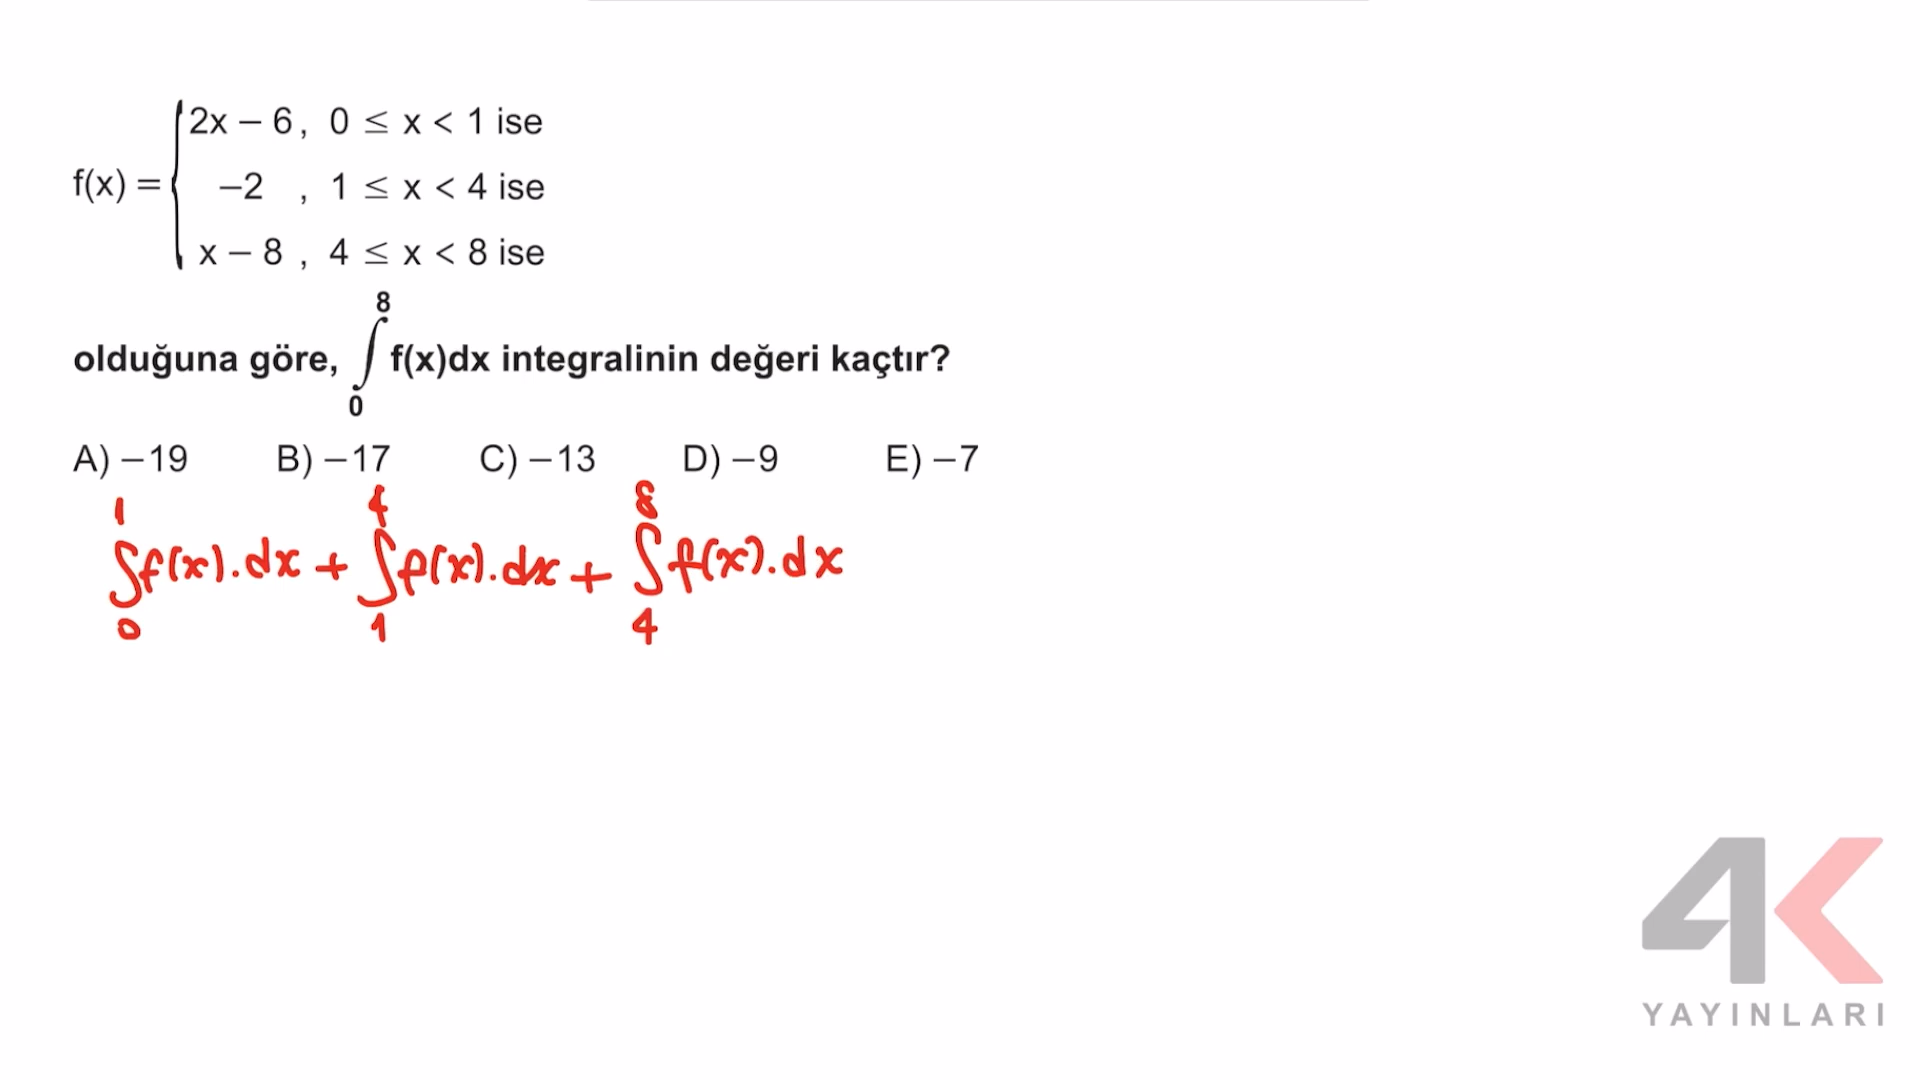 f(x) = { 2x – 6, 0 ≤ x < 1 ise
–2 , 1 ≤ x < 4 ise
x – 8 , 4 ≤ x < 8 ise
olduğuna göre, ∫₀⁸ f(x)dx integralinin değeri kaçtır?
A) –19 B) –17 C) –13 D) –9 E) –7
∫₀¹ f(x).dx + ∫₁⁴ f(x).dx + ∫₄⁸ f(x).dx
4K
YAYINLARI